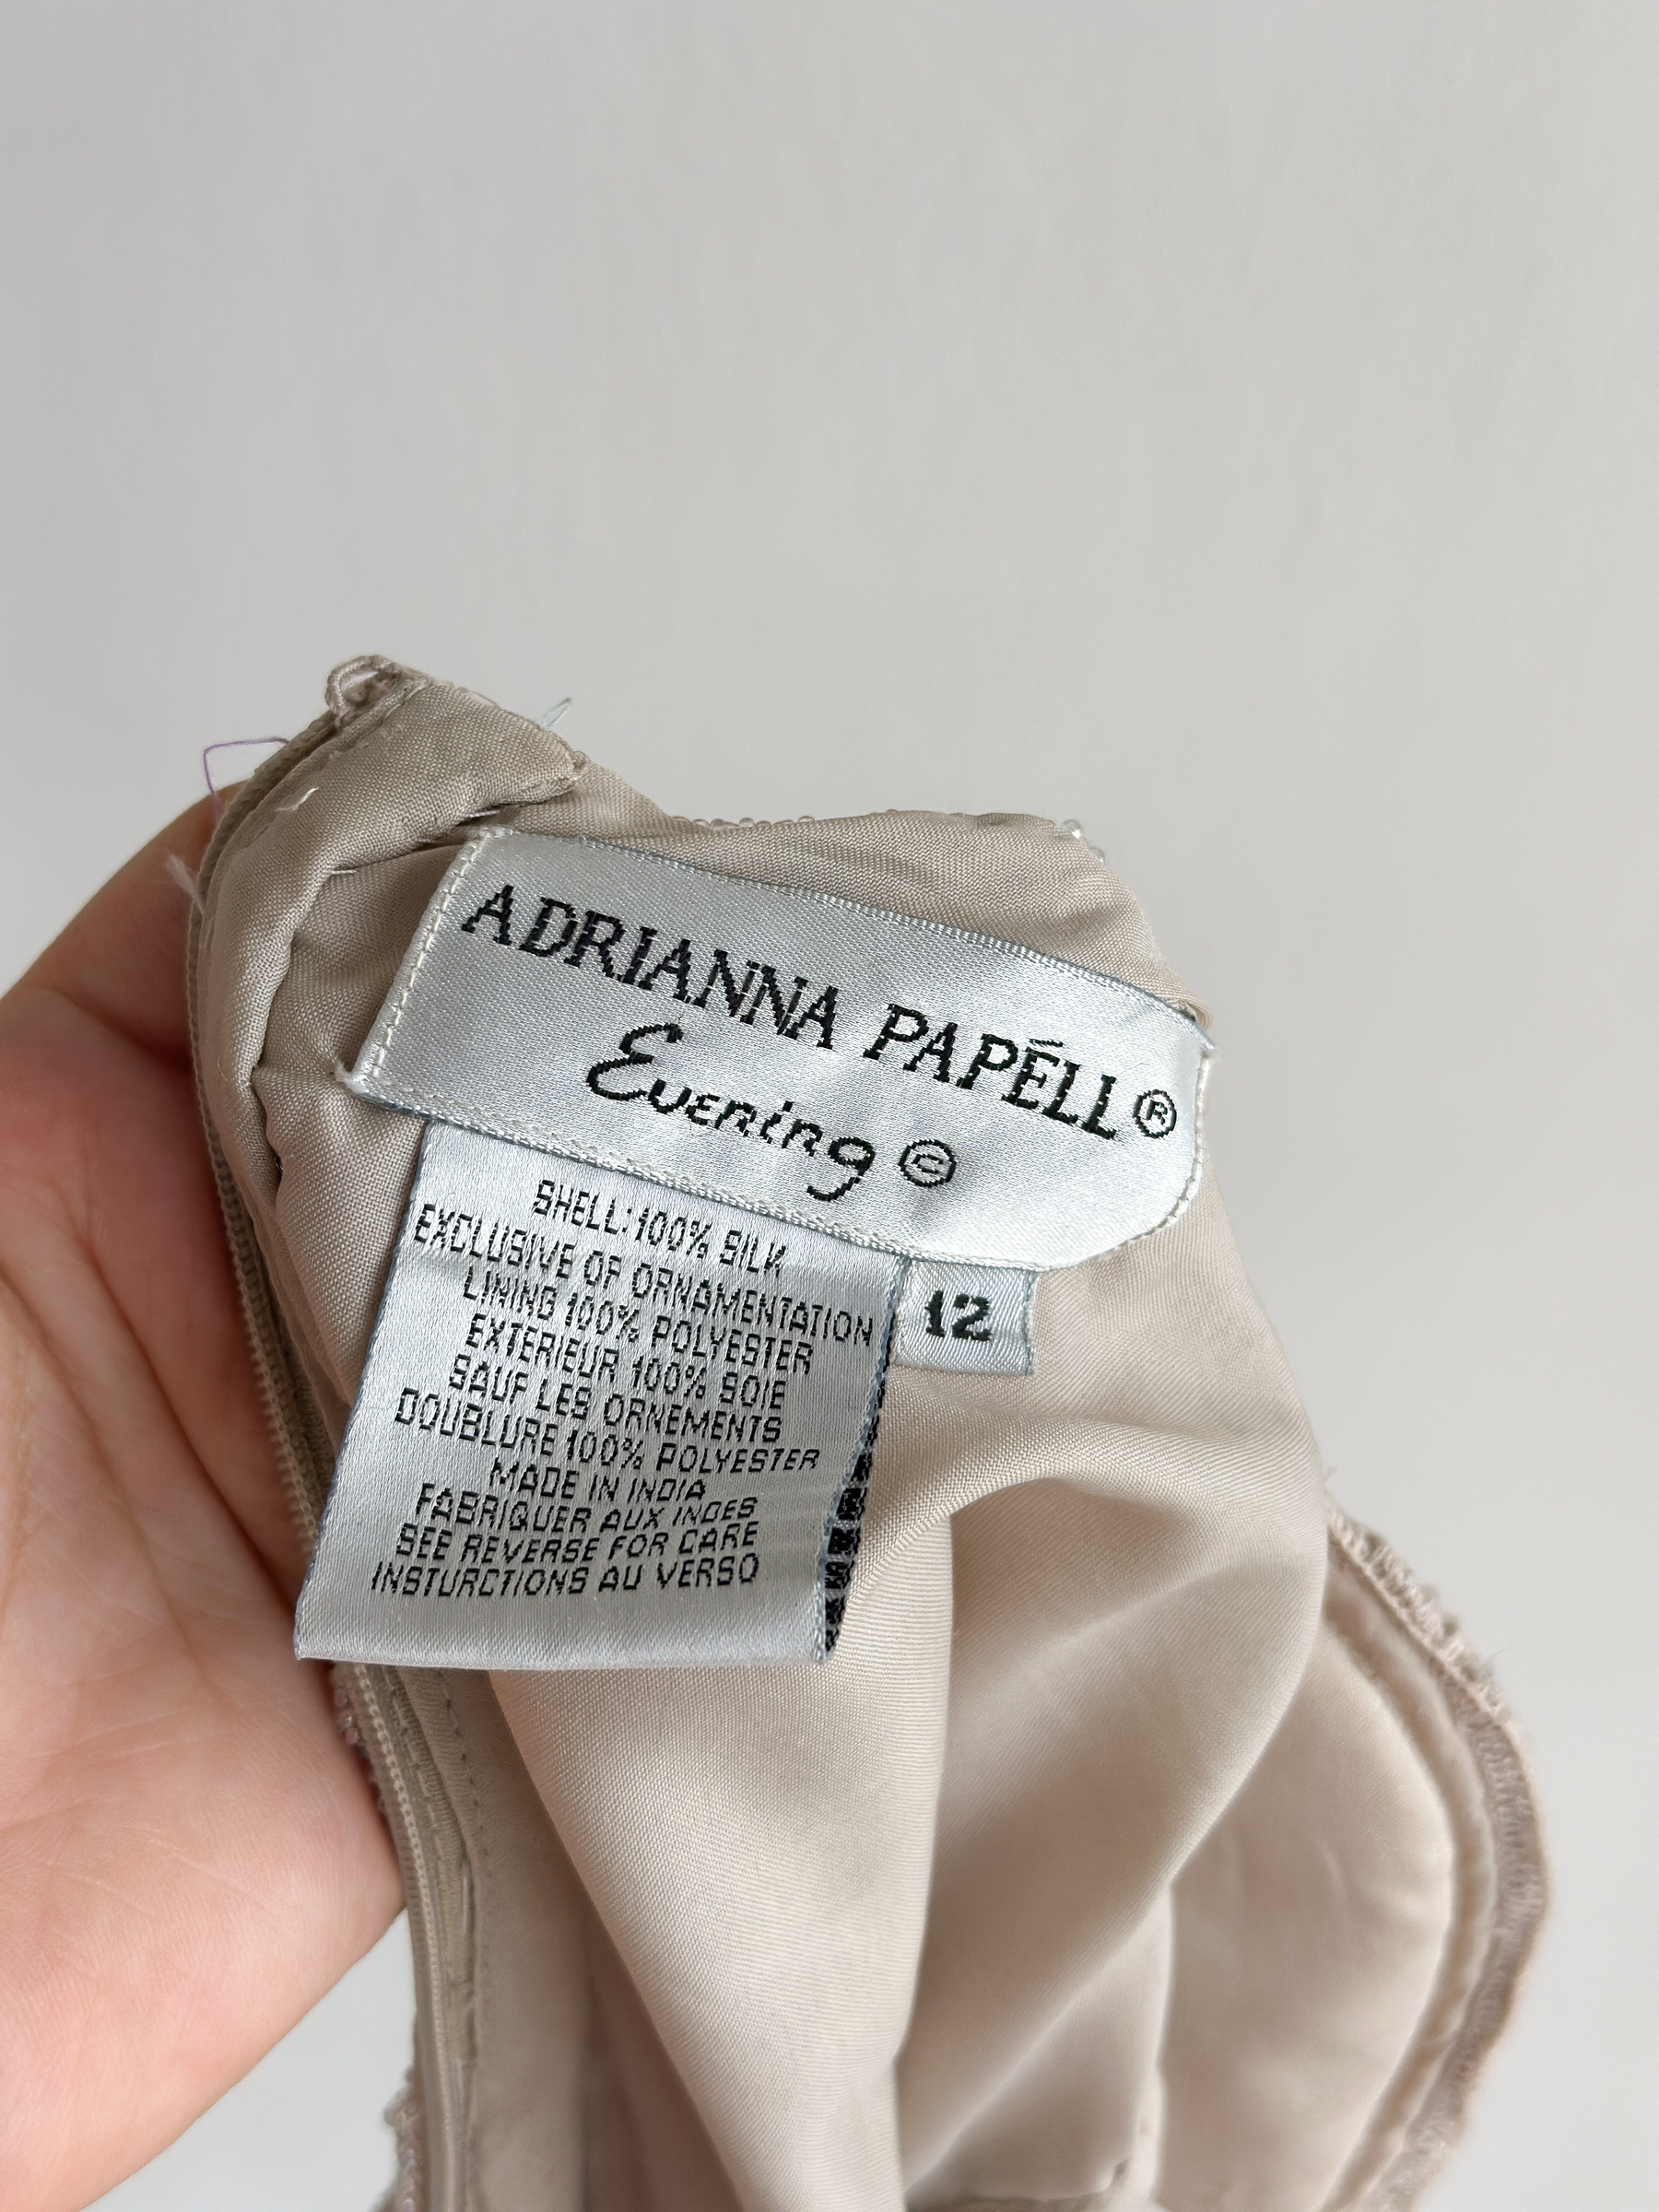 ADRIANNA PAPÉLL®
Evening ©
12
SHELL:100% SILK
EXCLUSIVE OF ORNAMENTATION
LINING 100% POLYESTER
EXTERIEUR 100% SOIE
SAUF LES ORNEMENTS
DOUBLURE 100% POLYESTER
MADE IN INDIA
FABRIQUER AUX INDES
SEE REVERSE FOR CARE
INSTURCTIONS AU VERSO